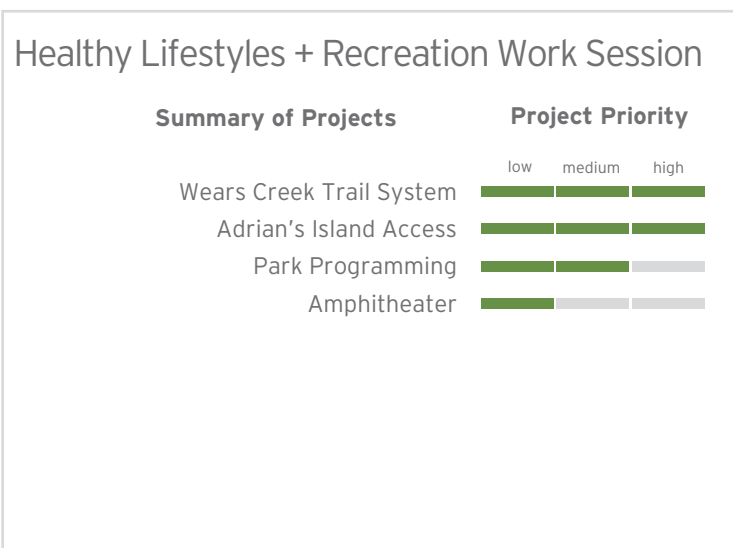 Healthy Lifestyles + Recreation Work Session
Summary of Projects
Project Priority
low medium high
Wears Creek Trail System
Adrian's Island Access
Park Programming
Amphitheater